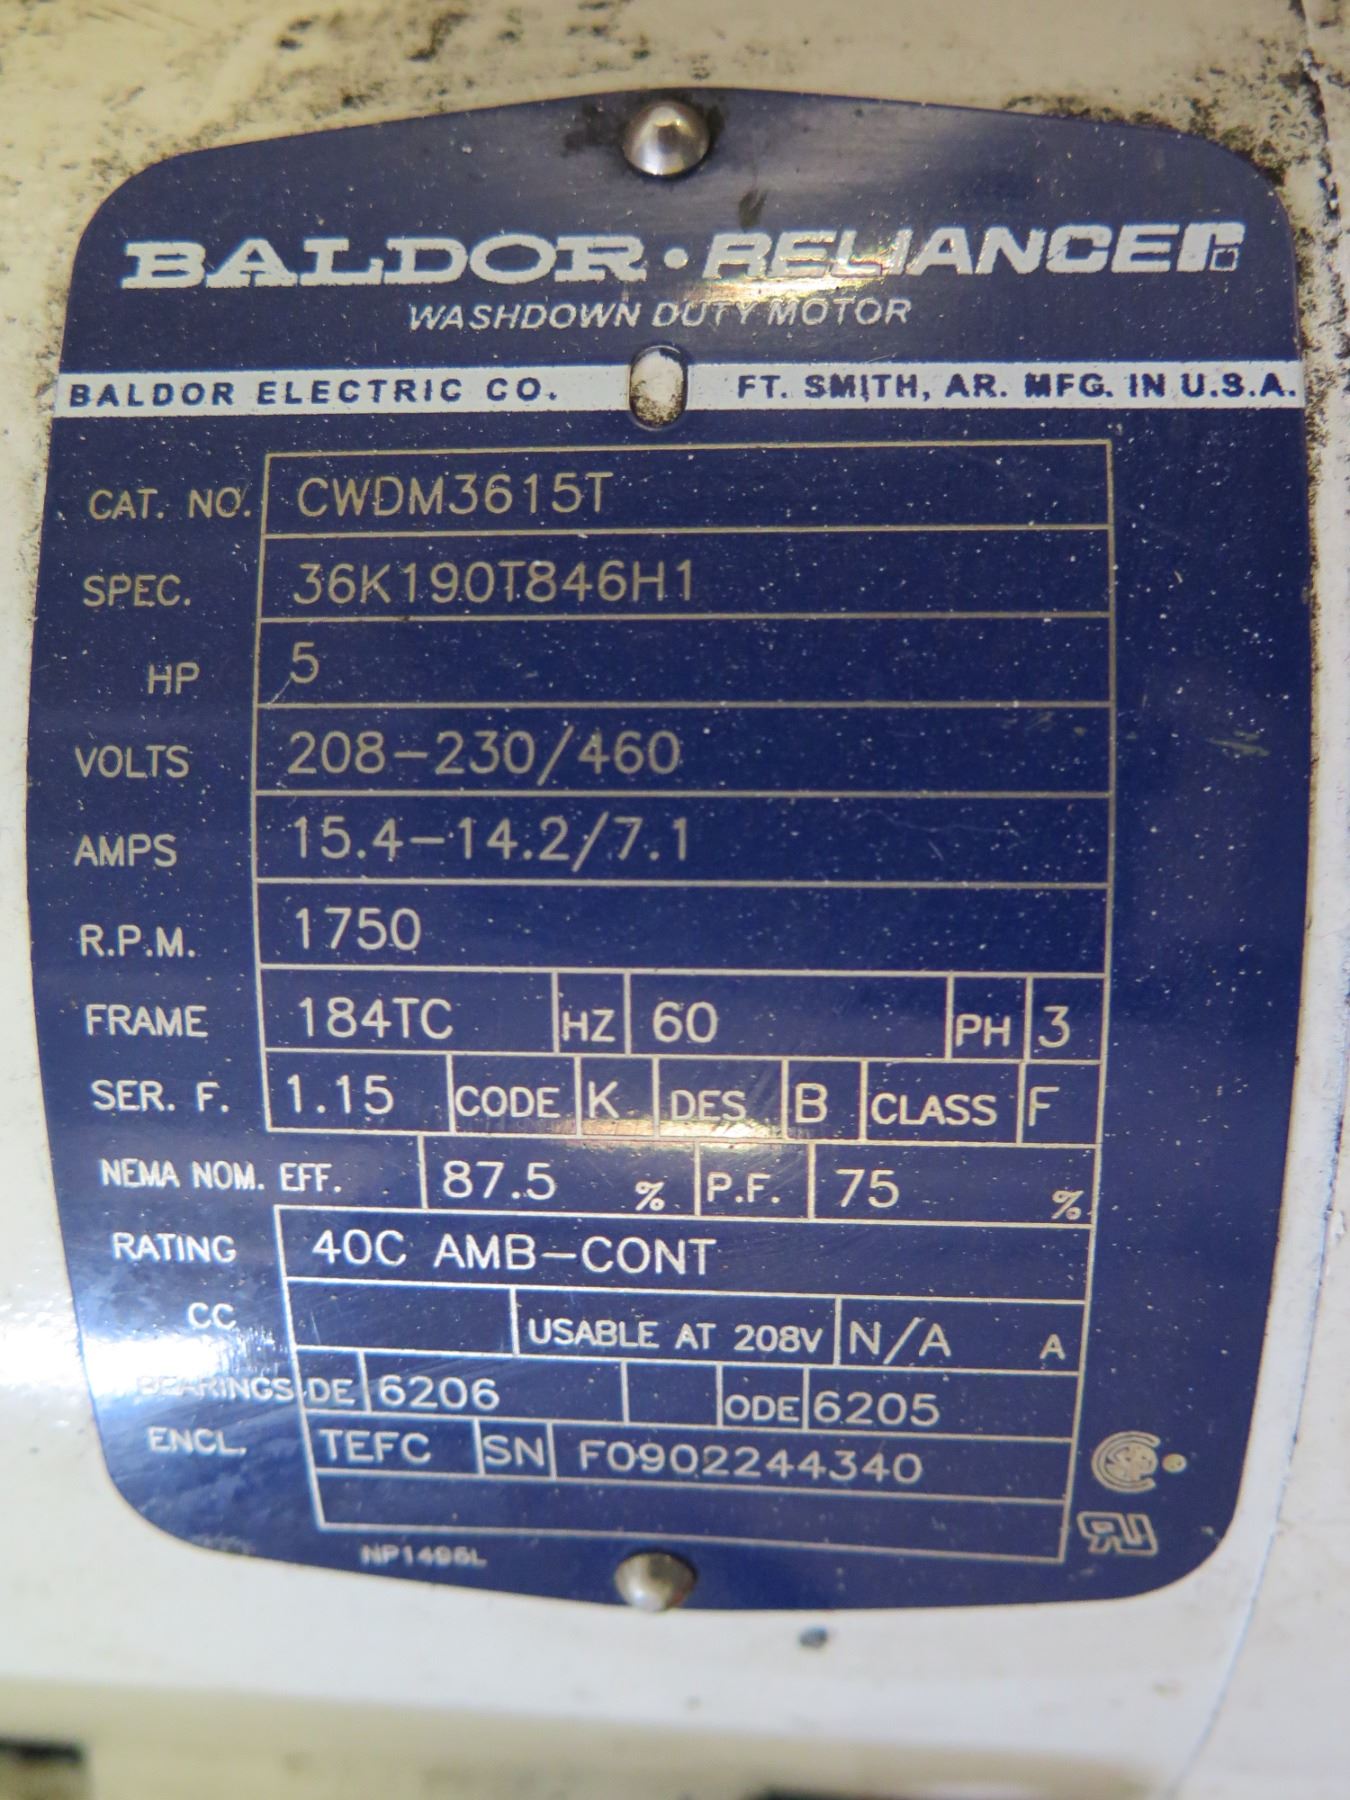 BALDOR • RELIANCER
WASHDOWN DUTY MOTOR
BALDOR ELECTRIC CO. FT. SMITH, AR. MFG. IN U.S.A.
CAT. NO. CWDM3615T
SPEC. 36K190T846H1
HP 5
VOLTS 208-230/460
AMPS 15.4-14.2/7.1
R.P.M. 1750
FRAME 184TC HZ 60 PH 3
SER. F. 1.15 CODE K DES B CLASS F
NEMA NOM. EFF. 87.5 % P.F. 75 %
RATING 40C AMB-CONT
CC USABLE AT 208V N/A A
BEARINGS DE 6206 ODE 6205
ENCL. TEFC SN F0902244340
NP1496L